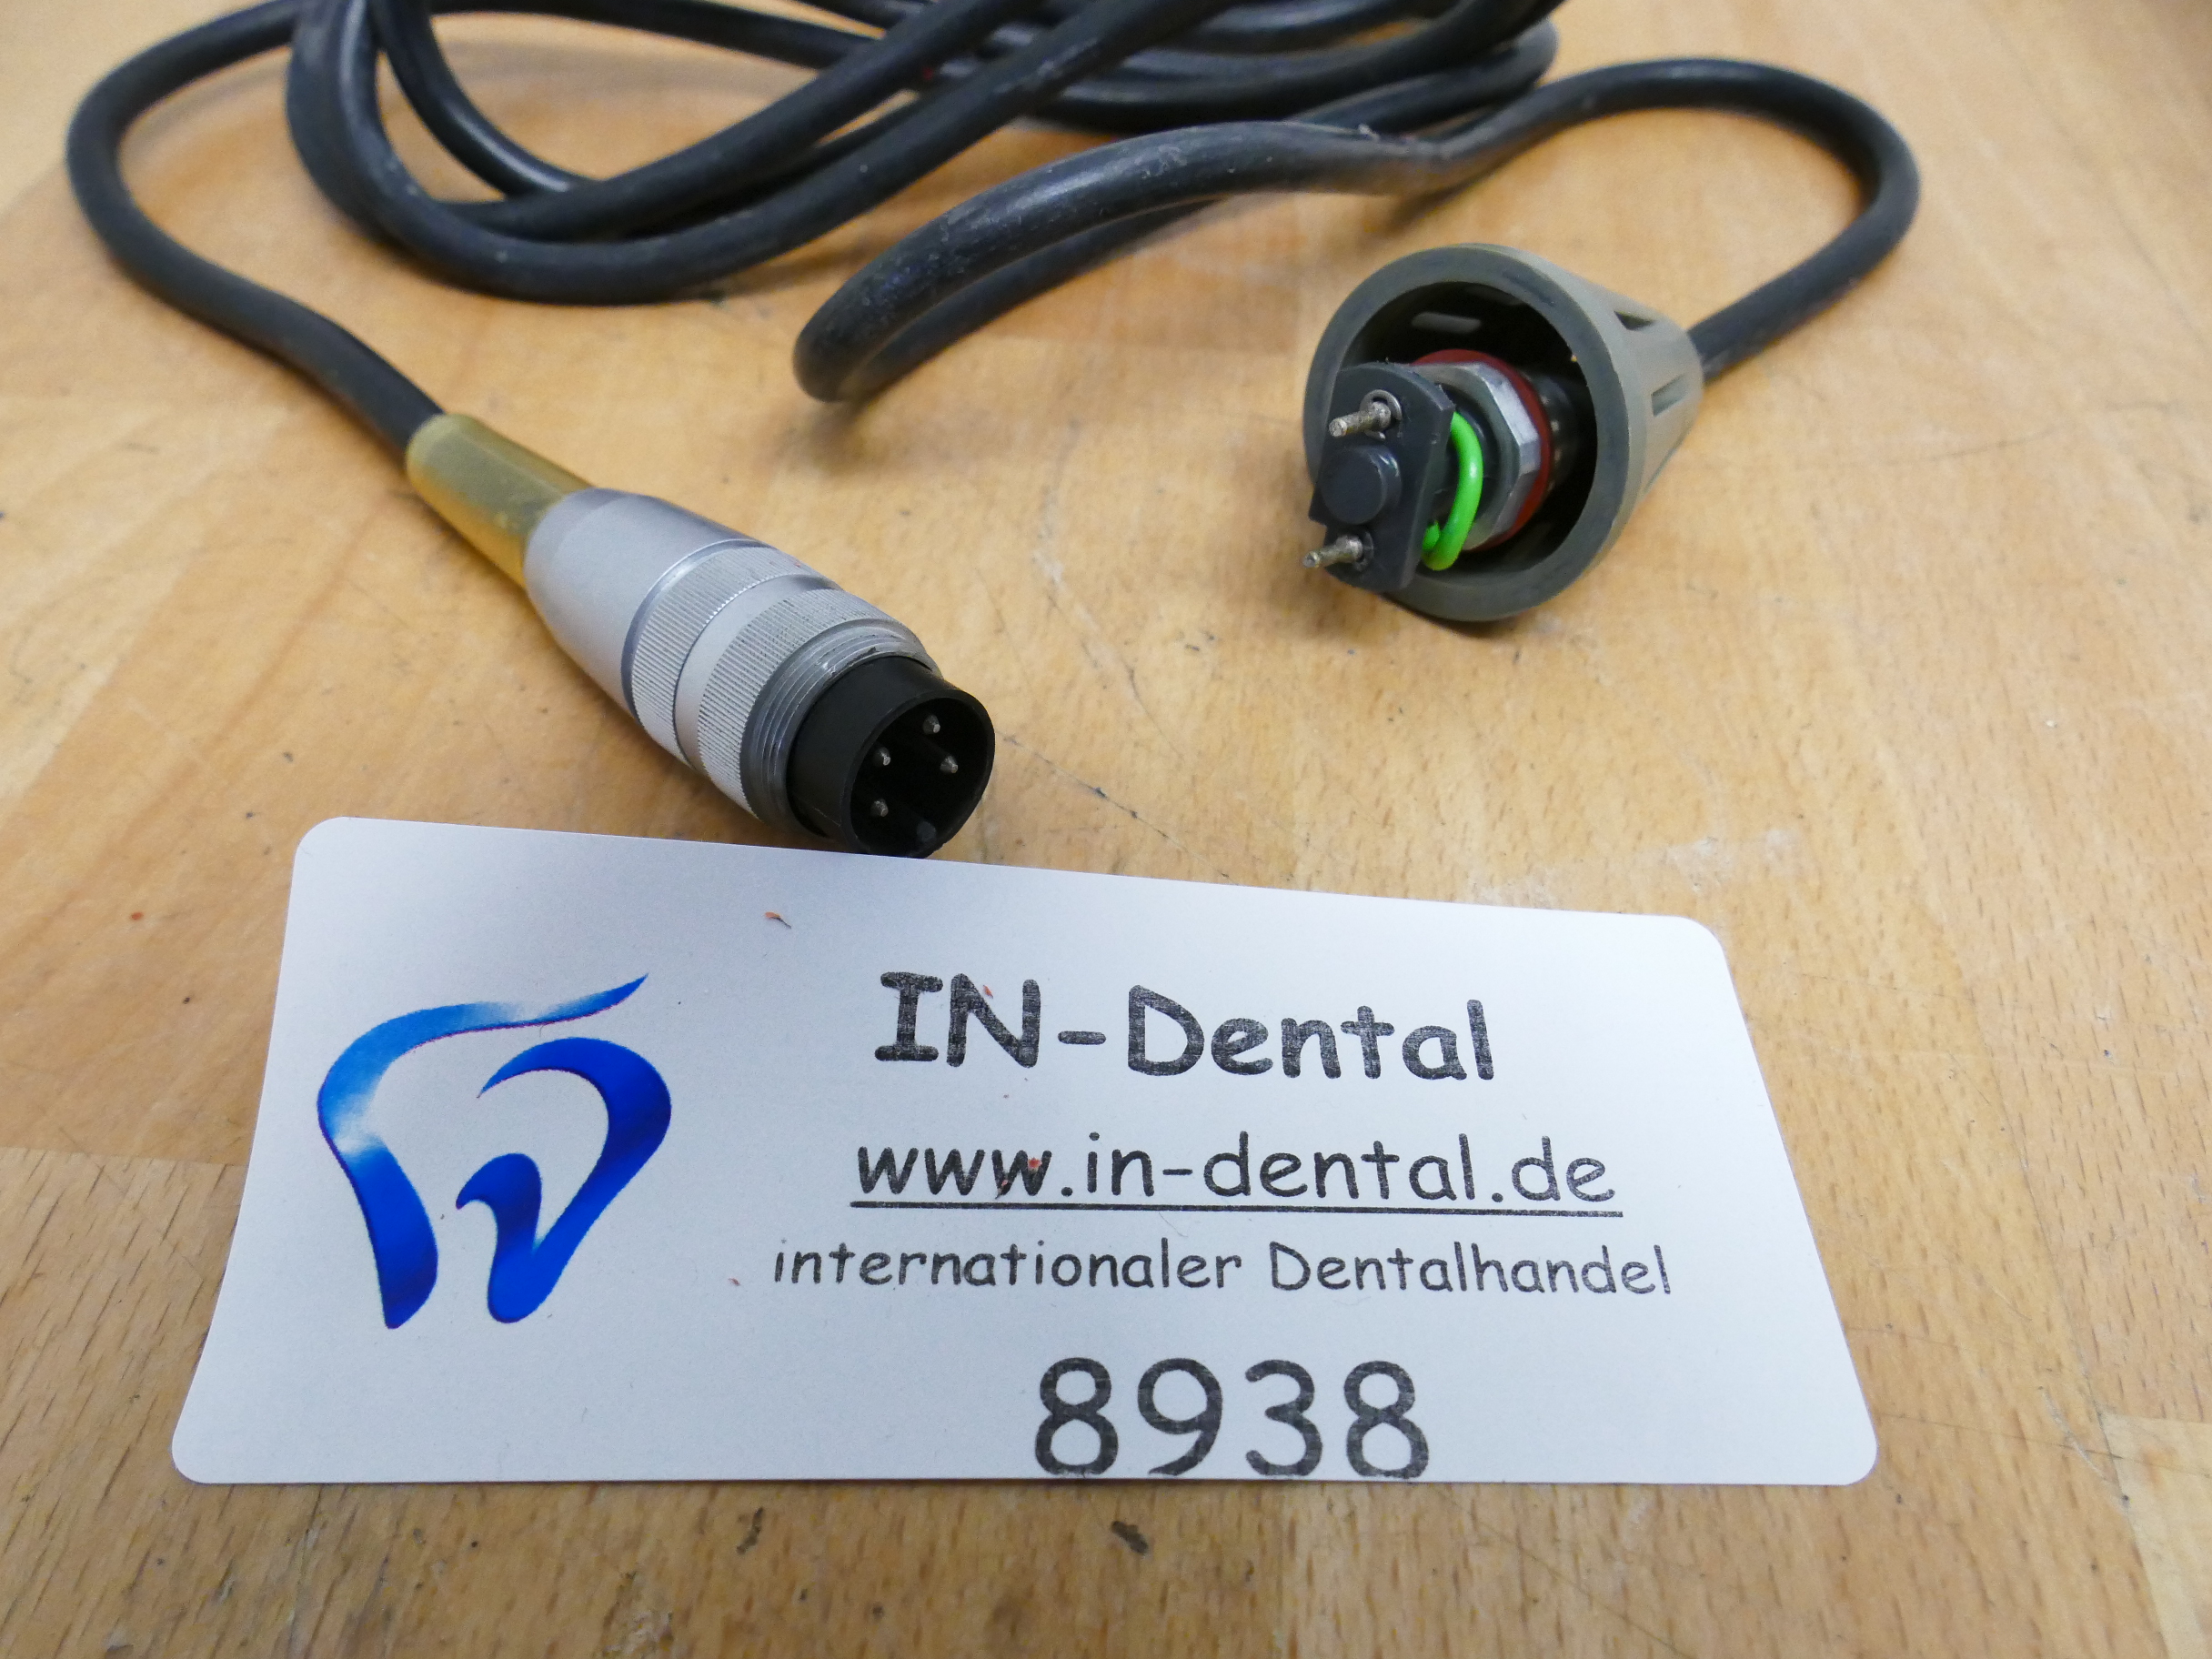 IN-Dental
www.in-dental.de
internationaler Dentalhandel
8938